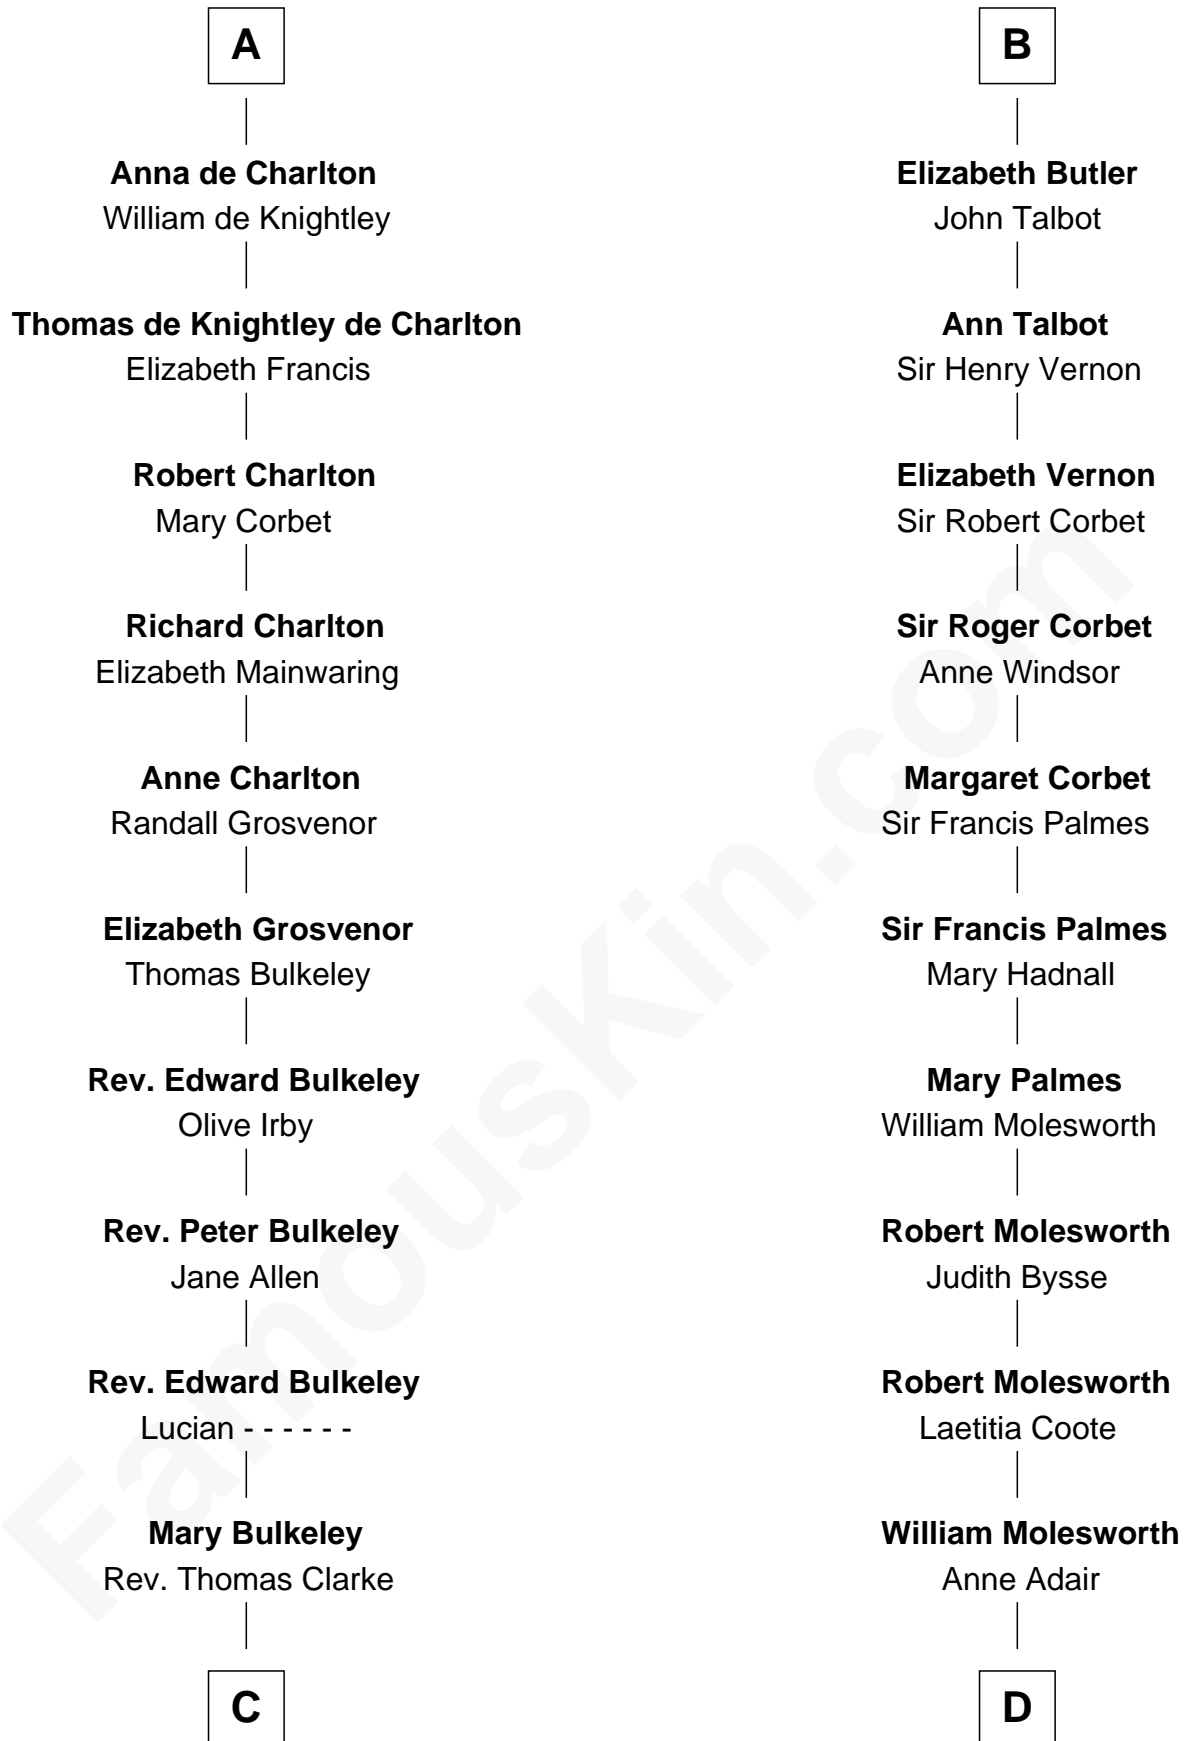 A
Anna de Charlton
William de Knightley
Thomas de Knightley de Charlton
Elizabeth Francis
Robert Charlton
Mary Corbet
Richard Charlton
Elizabeth Mainwaring
Anne Charlton
Randall Grosvenor
Elizabeth Grosvenor
Thomas Bulkeley
Rev. Edward Bulkeley
Olive Irby
Rev. Peter Bulkeley
Jane Allen
Rev. Edward Bulkeley
Lucian - - - - - -
Mary Bulkeley
Rev. Thomas Clarke
C
B
Elizabeth Butler
John Talbot
Ann Talbot
Sir Henry Vernon
Elizabeth Vernon
Sir Robert Corbet
Sir Roger Corbet
Anne Windsor
Margaret Corbet
Sir Francis Palmes
Sir Francis Palmes
Mary Hadnall
Mary Palmes
William Molesworth
Robert Molesworth
Judith Bysse
Robert Molesworth
Laetitia Coote
William Molesworth
Anne Adair
D
FamousKin.com